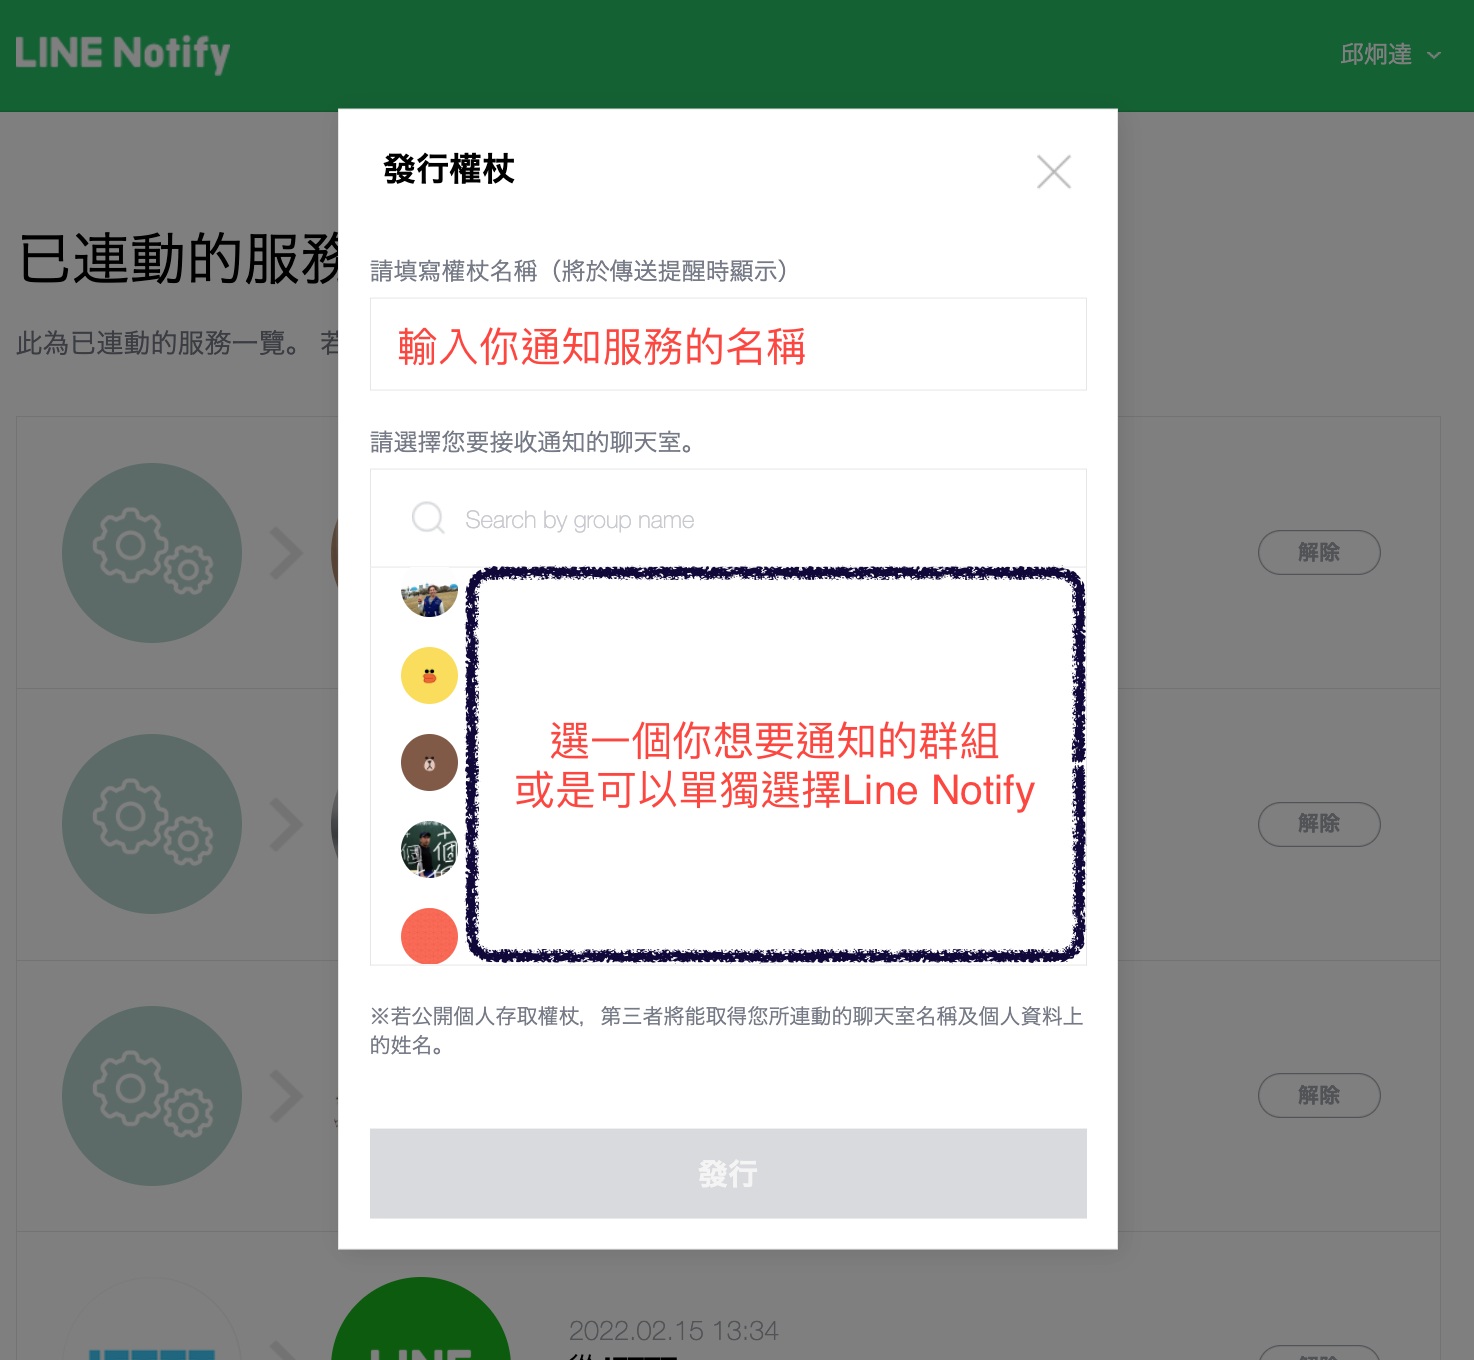 LINE Notify
邱炯達
發行權杖
已連動的服務
請填寫權杖名稱（將於傳送提醒時顯示）
輸入你通知服務的名稱
此為已連動的服務一覽。 若
請選擇您要接收通知的聊天室。
Search by group name
解除
選一個你想要通知的群組
或是可以單獨選擇Line Notify
解除
※若公開個人存取權杖，第三者將能取得您所連動的聊天室名稱及個人資料上
的姓名。
解除
發行
2022.02.15 13:34
LINE